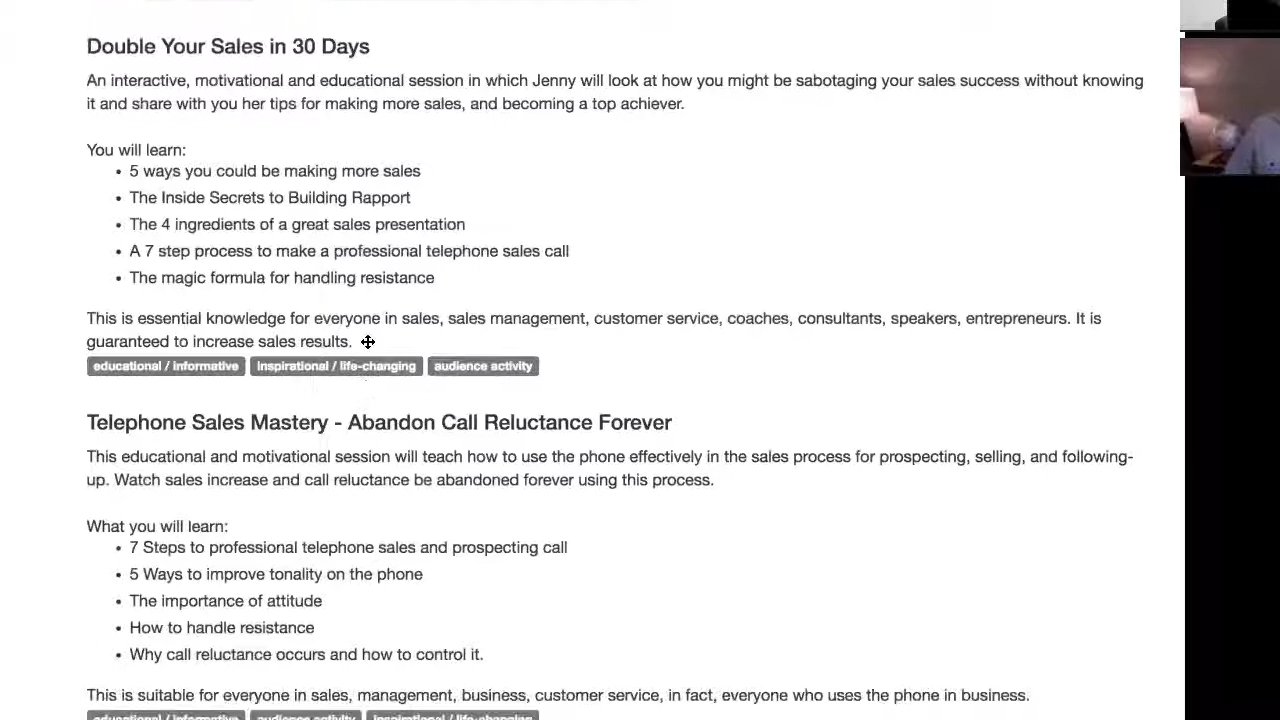 Double Your Sales in 30 Days
An interactive, motivational and educational session in which Jenny will look at how you might be sabotaging your sales success without knowing
it and share with you her tips for making more sales, and becoming a top achiever.
You will learn:
• 5 ways you could be making more sales
• The Inside Secrets to Building Rapport
• The 4 ingredients of a great sales presentation
• A 7 step process to make a professional telephone sales call
• The magic formula for handling resistance
This is essential knowledge for everyone in sales, sales management, customer service, coaches, consultants, speakers, entrepreneurs. It is
guaranteed to increase sales results.
educational / informative inspirational / life-changing audience activity
Telephone Sales Mastery - Abandon Call Reluctance Forever
This educational and motivational session will teach how to use the phone effectively in the sales process for prospecting, selling, and following-
up. Watch sales increase and call reluctance be abandoned forever using this process.
What you will learn:
• 7 Steps to professional telephone sales and prospecting call
• 5 Ways to improve tonality on the phone
• The importance of attitude
• How to handle resistance
• Why call reluctance occurs and how to control it.
This is suitable for everyone in sales, management, business, customer service, in fact, everyone who uses the phone in business.
educational / informative audience activity inspirational / life-changing